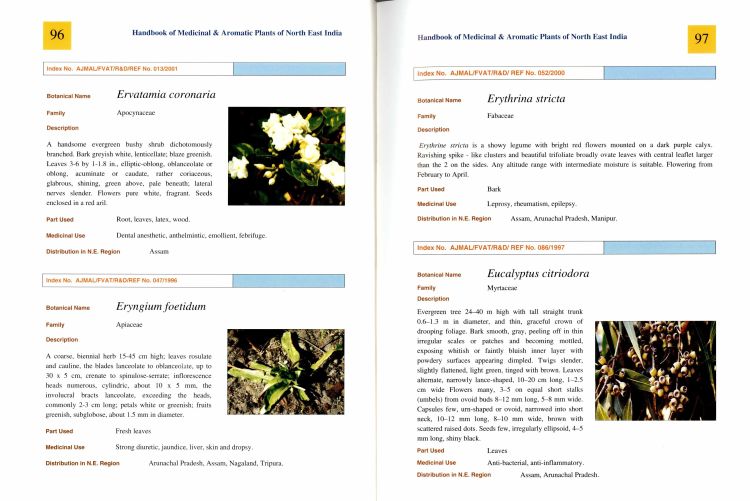 96
Handbook of Medicinal & Aromatic Plants of North East India
Index No. AJMAL/FVAT/R&D/REF No. 013/2001
Botanical Name Ervatamia coronaria
Family Apocynaceae
Description
A handsome evergreen bushy shrub dichotomously
branched. Bark greyish white, lenticellate; blaze greenish.
Leaves 3-6 by 1-1.8 in., elliptic-oblong, oblanceolate or
oblong, acuminate or caudate, rather coriaceous,
glabrous, shining, green above, pale beneath; lateral
nerves slender. Flowers pure white, fragrant. Seeds
enclosed in a red aril.
Part Used Root, leaves, latex, wood.
Medicinal Use Dental anesthetic, anthelmintic, emollient, febrifuge.
Distribution in N.E. Region Assam
Index No. AJMAL/FVAT/R&D/REF No. 047/1996
Botanical Name Eryngium foetidum
Family Apiaceae
Description
A coarse, biennial herb 15-45 cm high; leaves rosulate
and cauline, the blades lanceolate to oblanceolate, up to
30 x 5 cm, crenate to spinulose-serrate; inflorescence
heads numerous, cylindric, about 10 x 5 mm, the
involucral bracts lanceolate, exceeding the heads,
commonly 2-3 cm long; petals white or greenish; fruits
greenish, subglobose, about 1.5 mm in diameter.
Part Used Fresh leaves
Medicinal Use Strong diuretic, jaundice, liver, skin and dropsy.
Distribution in N.E. Region Arunachal Pradesh, Assam, Nagaland, Tripura.
Handbook of Medicinal & Aromatic Plants of North East India
97
Index No. AJMAL/FVAT/R&D/ REF No. 052/2000
Botanical Name Erythrina stricta
Family Fabaceae
Description
Erythrina stricta is a showy legume with bright red flowers mounted on a dark purple calyx.
Ravishing spike - like clusters and beautiful trifoliate broadly ovate leaves with central leaflet larger
than the 2 on the sides. Any altitude range with intermediate moisture is suitable. Flowering from
February to April.
Part Used Bark
Medicinal Use Leprosy, rheumatism, epilepsy.
Distribution in N.E. Region Assam, Arunachal Pradesh, Manipur.
Index No. AJMAL/FVAT/R&D/ REF No. 086/1997
Botanical Name Eucalyptus citriodora
Family Myrtaceae
Description
Evergreen tree 24–40 m high with tall straight trunk
0.6–1.3 m in diameter, and thin, graceful crown of
drooping foliage. Bark smooth, gray, peeling off in thin
irregular scales or patches and becoming mottled,
exposing whitish or faintly bluish inner layer with
powdery surfaces appearing dimpled. Twigs slender,
slightly flattened, light green, tinged with brown. Leaves
alternate, narrowly lance-shaped, 10–20 cm long, 1–2.5
cm wide Flowers many, 3–5 on equal short stalks
(umbels) from ovoid buds 8–12 mm long, 5–8 mm wide.
Capsules few, urn-shaped or ovoid, narrowed into short
neck, 10–12 mm long, 8–10 mm wide, brown with
scattered raised dots. Seeds few, irregularly ellipsoid, 4–5
mm long, shiny black.
Part Used Leaves
Medicinal Use Anti-bacterial, anti-inflammatory.
Distribution in N.E. Region Assam, Arunachal Pradesh.